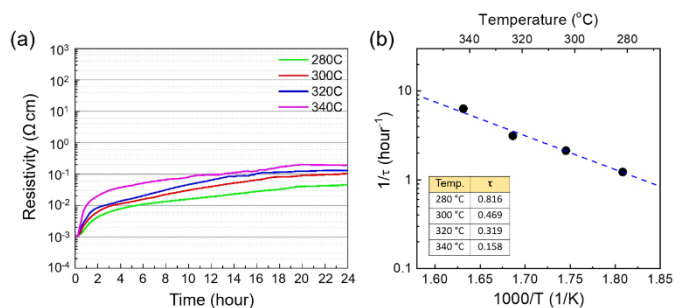 (a)
Resistivity (Ω cm)
10³
10²
10¹
10⁰
10⁻¹
10⁻²
10⁻³
10⁻⁴
280C
300C
320C
340C
0 2 4 6 8 10 12 14 16 18 20 22 24
Time (hour)
(b)
Temperature (°C)
340 320 300 280
1/τ (hour⁻¹)
10
1
0.1
Temp. τ
280 °C 0.816
300 °C 0.469
320 °C 0.319
340 °C 0.158
1.60 1.65 1.70 1.75 1.80 1.85
1000/T (1/K)